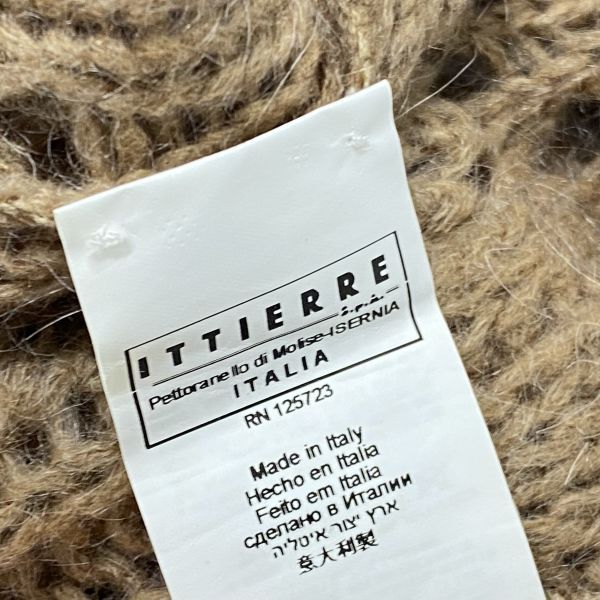 ITTIERRE
S.P.A.
Pettoranello di Molise-ISERNIA
ITALIA
RN 125723
Made in Italy
Hecho en Italia
Feito em Italia
сделано в Италии
ארץ יצור איטליה
意大利製